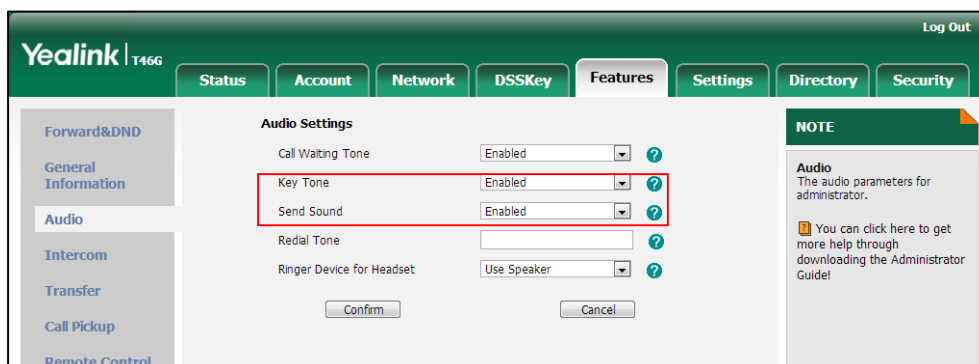 Log Out
Yealink T46G
Status Account Network DSSKey Features Settings Directory Security
Forward&DND
General
Information
Audio
Intercom
Transfer
Call Pickup
Remote Control
Audio Settings
Call Waiting Tone Enabled ?
Key Tone Enabled ?
Send Sound Enabled ?
Redial Tone ?
Ringer Device for Headset Use Speaker ?
Confirm Cancel
NOTE
Audio
The audio parameters for
administrator.
? You can click here to get
more help through
downloading the Administrator
Guide!